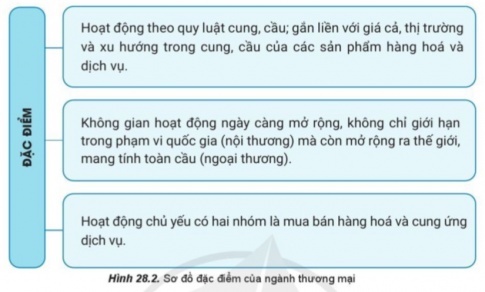 ĐẶC ĐIỂM
Hoạt động theo quy luật cung, cầu; gắn liền với giá cả, thị trường
và xu hướng trong cung, cầu của các sản phẩm hàng hoá và
dịch vụ.
Không gian hoạt động ngày càng mở rộng, không chỉ giới hạn
trong phạm vi quốc gia (nội thương) mà còn mở rộng ra thế giới,
mang tính toàn cầu (ngoại thương).
Hoạt động chủ yếu có hai nhóm là mua bán hàng hoá và cung ứng
dịch vụ.
Hình 28.2. Sơ đồ đặc điểm của ngành thương mại